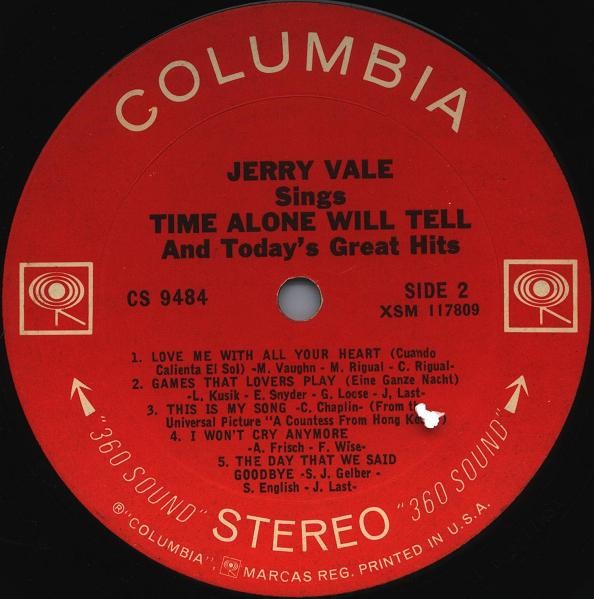 COLUMBIA
JERRY VALE
Sings
TIME ALONE WILL TELL
And Today's Great Hits
CS 9484
SIDE 2
XSM 117809
1. LOVE ME WITH ALL YOUR HEART (Cuando
Calienta El Sol) -M. Vaughn - M. Rigual - C. Rigual-
2. GAMES THAT LOVERS PLAY (Eine Ganze Nacht)
-L. Kusik - E. Snyder - G. Loose - J, Last-
3. THIS IS MY SONG -C. Chaplin- (From
Universal Picture "A Countess From Hong
4. I WON'T CRY ANYMORE
-A. Frisch - F. Wise-
5. THE DAY THAT WE SAID
GOODBYE -S. J. Gelber -
S. English - J. Last-
"360 SOUND" STEREO "360 SOUND"
®"COLUMBIA", MARCAS REG. PRINTED IN U.S.A.